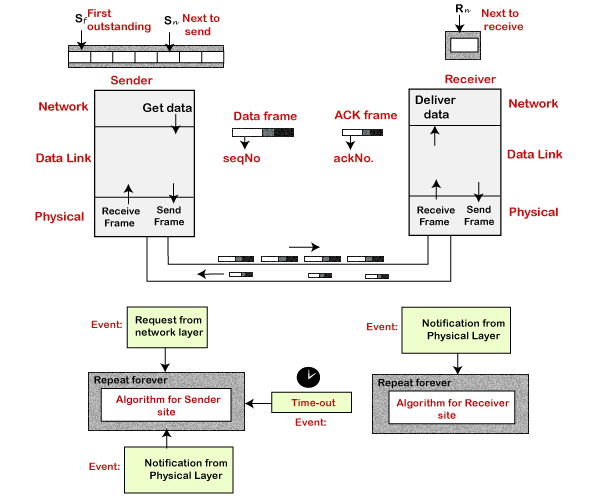 Sf First
outstanding
Sn Next to
send
Rn
Next to
receive
Sender
Receiver
Network
Get data
Data frame
ACK frame
Deliver
data
Network
Data Link
seqNo
ackNo.
Data Link
Physical
Receive
Frame
Send
Frame
Receive
Frame
Send
Frame
Physical
Event:
Request from
network layer
Event:
Notification from
Physical Layer
Repeat forever
Algorithm for Sender
site
Time-out
Event:
Repeat forever
Algorithm for Receiver
site
Event:
Notification from
Physical Layer